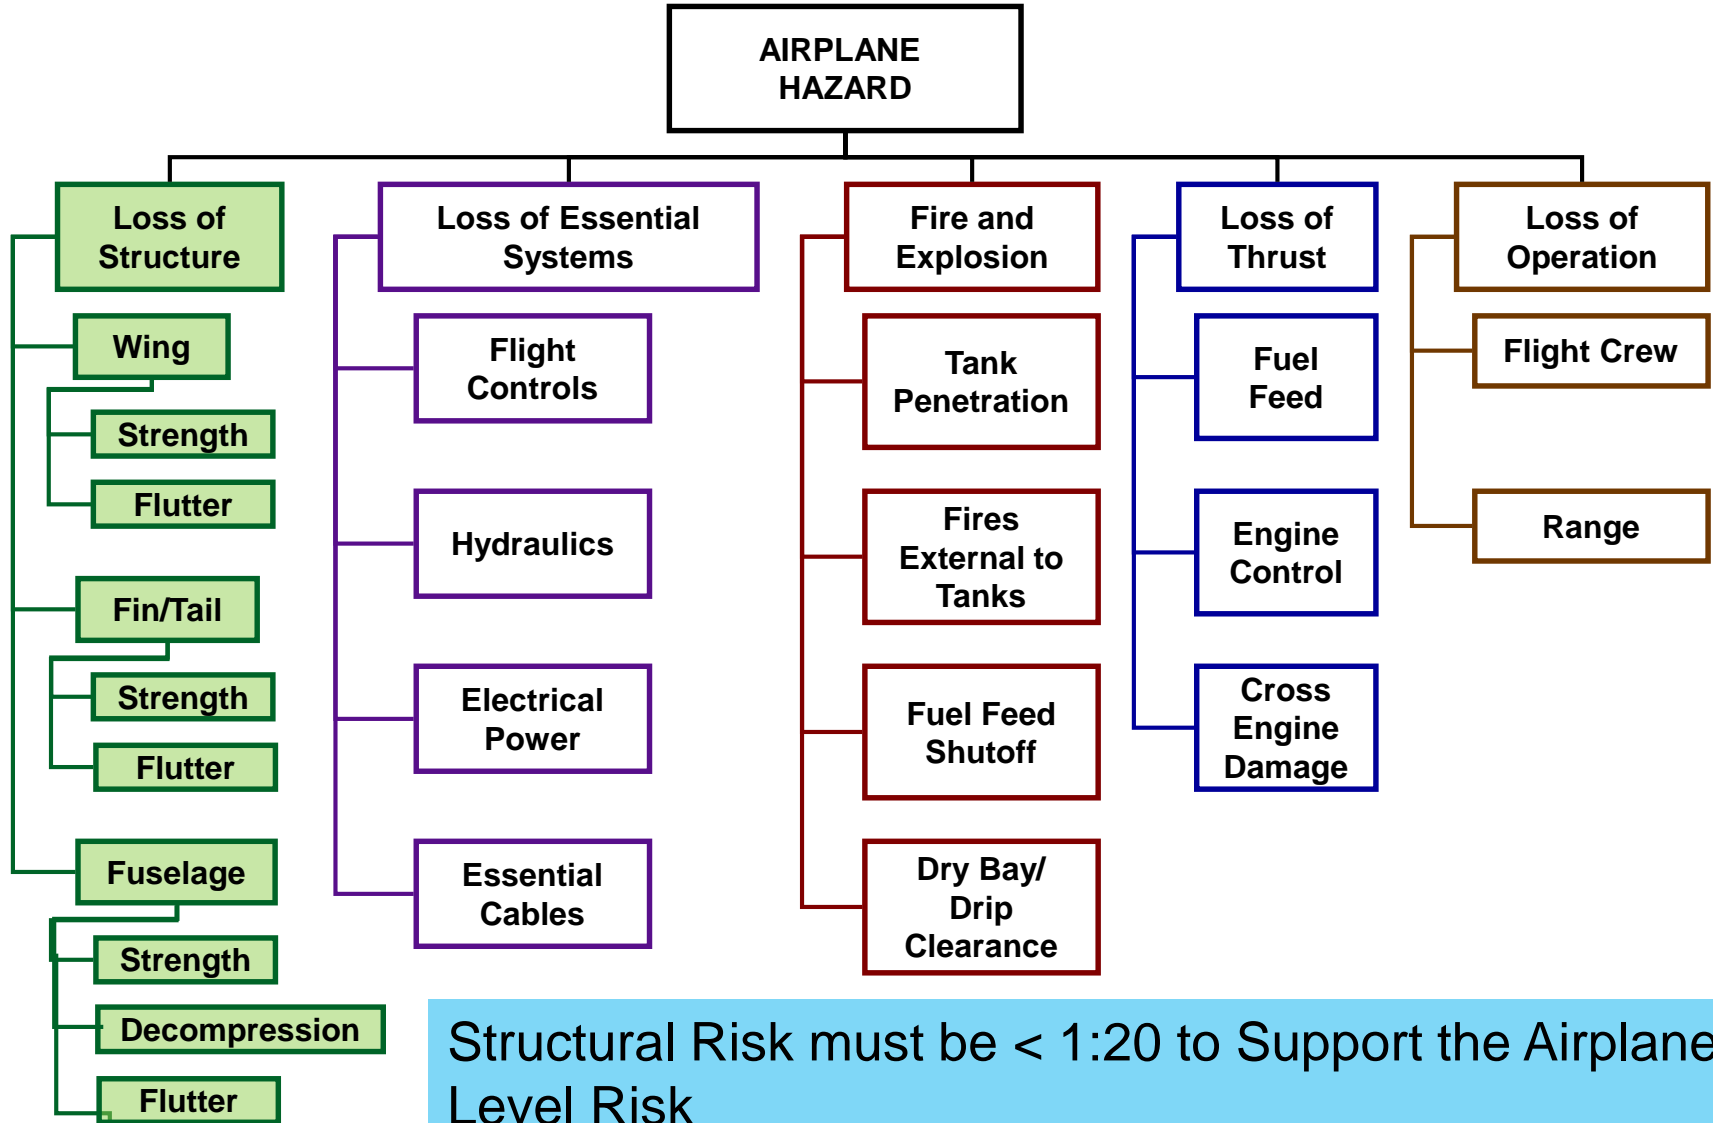 AIRPLANE
HAZARD
Loss of
Structure
Wing
Strength
Flutter
Fin/Tail
Strength
Flutter
Fuselage
Strength
Decompression
Flutter
Loss of Essential
Systems
Flight
Controls
Hydraulics
Electrical
Power
Essential
Cables
Fire and
Explosion
Tank
Penetration
Fires
External to
Tanks
Fuel Feed
Shutoff
Dry Bay/
Drip
Clearance
Loss of
Thrust
Fuel
Feed
Engine
Control
Cross
Engine
Damage
Loss of
Operation
Flight Crew
Range
Structural Risk must be < 1:20 to Support the Airplane
Level Risk